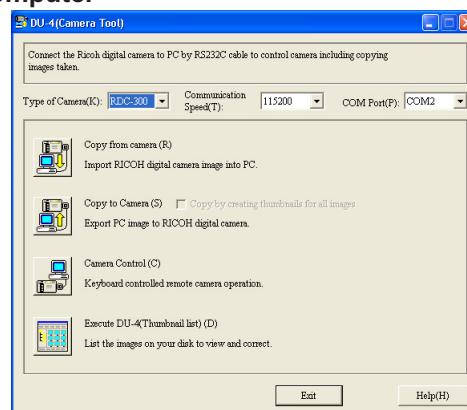 DU-4(Camera Tool)
Connect the Ricoh digital camera to PC by RS232C cable to control camera including copying
images taken.
Type of Camera(K): RDC-300 Communication Speed(T): 115200 COM Port(P): COM2
Copy from camera (R)
Import RICOH digital camera image into PC.
Copy to Camera (S) Copy by creating thumbnails for all images
Export PC image to RICOH digital camera.
Camera Control (C)
Keyboard controlled remote camera operation.
Execute DU-4(Thumbnail list) (D)
List the images on your disk to view and correct.
Exit Help(H)